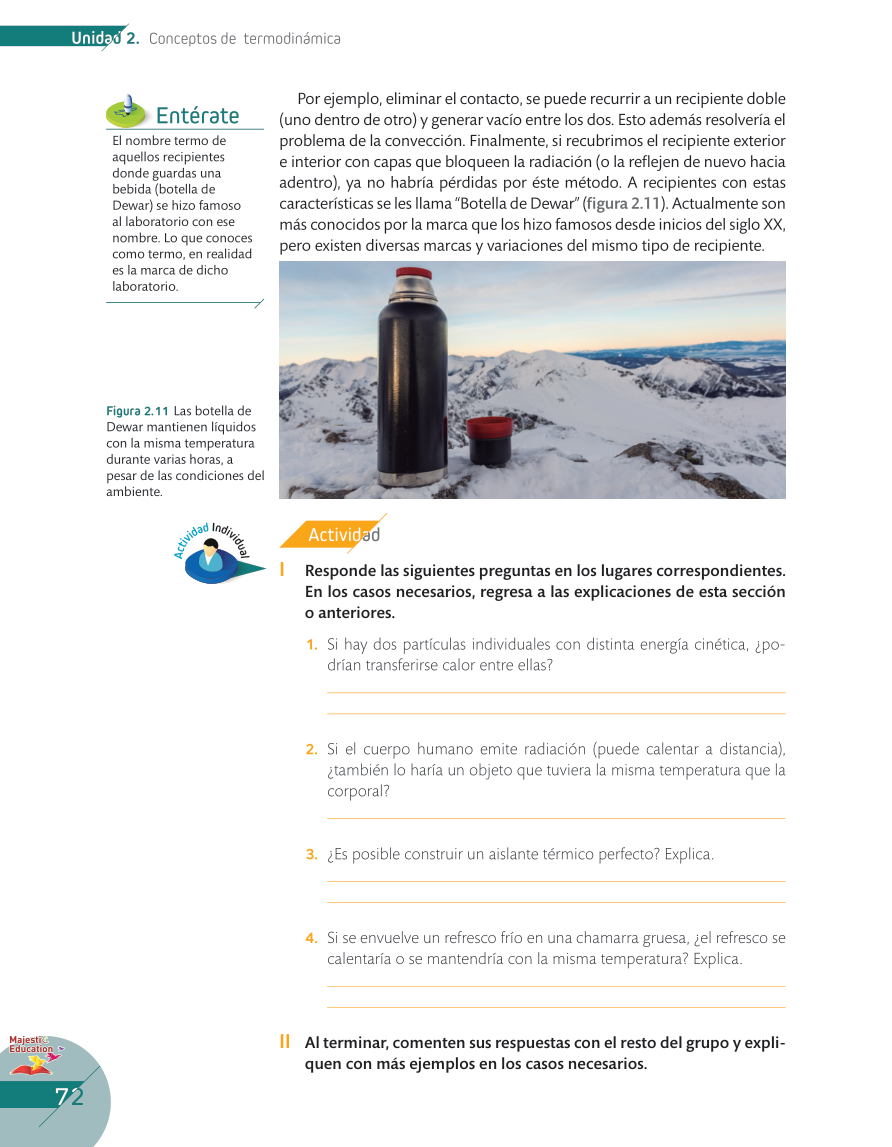 Unidad 2. Conceptos de termodinámica
Entérate
El nombre termo de
aquellos recipientes
donde guardas una
bebida (botella de
Dewar) se hizo famoso
al laboratorio con ese
nombre. Lo que conoces
como termo, en realidad
es la marca de dicho
laboratorio.
Por ejemplo, eliminar el contacto, se puede recurrir a un recipiente doble
(uno dentro de otro) y generar vacío entre los dos. Esto además resolvería el
problema de la convección. Finalmente, si recubrimos el recipiente exterior
e interior con capas que bloqueen la radiación (o la reflejen de nuevo hacia
adentro), ya no habría pérdidas por éste método. A recipientes con estas
características se les llama “Botella de Dewar” (figura 2.11). Actualmente son
más conocidos por la marca que los hizo famosos desde inicios del siglo XX,
pero existen diversas marcas y variaciones del mismo tipo de recipiente.
Figura 2.11 Las botella de
Dewar mantienen líquidos
con la misma temperatura
durante varias horas, a
pesar de las condiciones del
ambiente.
Actividad Individual
Actividad
I Responde las siguientes preguntas en los lugares correspondientes.
En los casos necesarios, regresa a las explicaciones de esta sección
o anteriores.
1. Si hay dos partículas individuales con distinta energía cinética, ¿po-
drían transferirse calor entre ellas?
2. Si el cuerpo humano emite radiación (puede calentar a distancia),
¿también lo haría un objeto que tuviera la misma temperatura que la
corporal?
3. ¿Es posible construir un aislante térmico perfecto? Explica.
4. Si se envuelve un refresco frío en una chamarra gruesa, ¿el refresco se
calentaría o se mantendría con la misma temperatura? Explica.
II Al terminar, comenten sus respuestas con el resto del grupo y expli-
quen con más ejemplos en los casos necesarios.
Majestic
Education
72